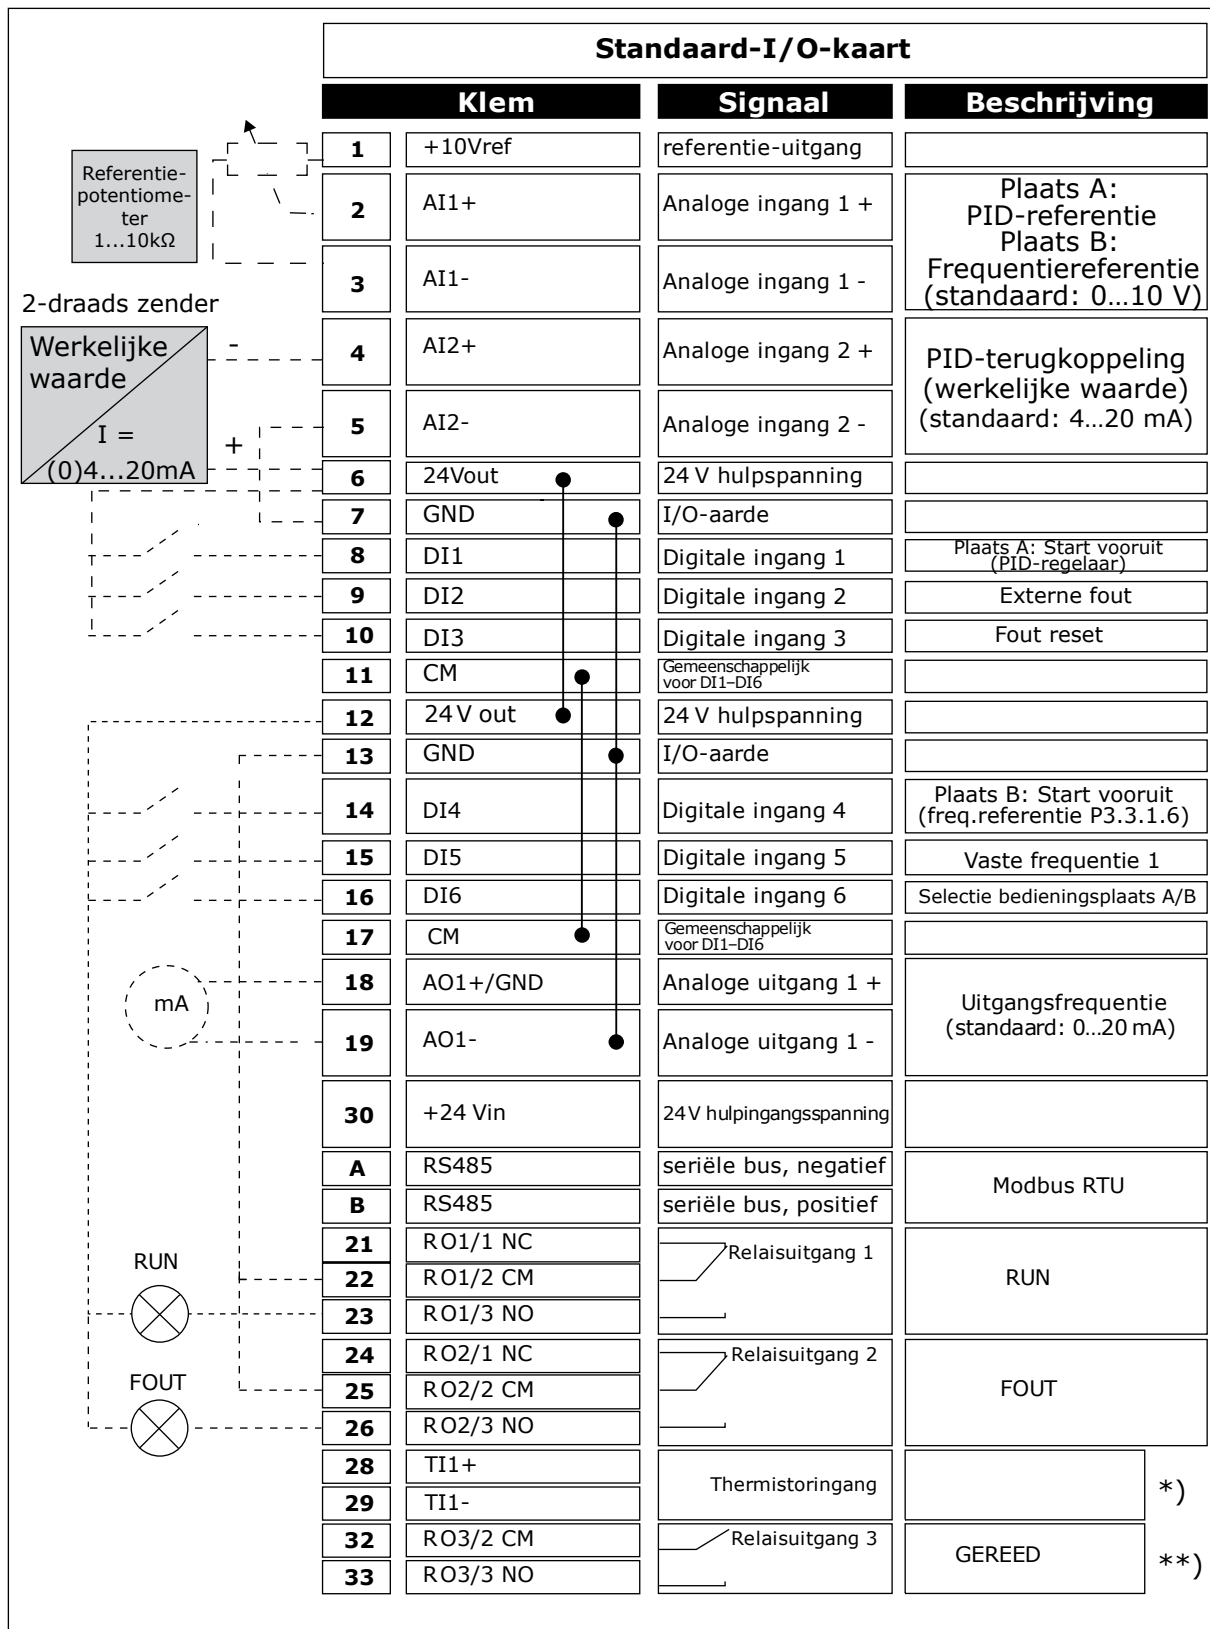 Standaard-I/O-kaart
Klem Signaal Beschrijving
Referentie-
potentiome-
ter
1...10kΩ
1 +10Vref referentie-uitgang
2 AI1+ Analoge ingang 1 +
3 AI1- Analoge ingang 1 -
Plaats A:
PID-referentie
Plaats B:
Frequentiereferentie
(standaard: 0...10 V)
2-draads zender
Werkelijke
waarde
I =
(0)4...20mA
-
+
4 AI2+ Analoge ingang 2 +
5 AI2- Analoge ingang 2 -
PID-terugkoppeling
(werkelijke waarde)
(standaard: 4...20 mA)
6 24Vout 24 V hulpspanning
7 GND I/O-aarde
8 DI1 Digitale ingang 1
Plaats A: Start vooruit
(PID-regelaar)
9 DI2 Digitale ingang 2 Externe fout
10 DI3 Digitale ingang 3 Fout reset
11 CM
Gemeenschappelijk
voor DI1–DI6
12 24 V out 24 V hulpspanning
13 GND I/O-aarde
14 DI4 Digitale ingang 4
Plaats B: Start vooruit
(freq.referentie P3.3.1.6)
15 DI5 Digitale ingang 5 Vaste frequentie 1
16 DI6 Digitale ingang 6 Selectie bedieningsplaats A/B
17 CM
Gemeenschappelijk
voor DI1–DI6
mA
18 AO1+/GND Analoge uitgang 1 +
19 AO1- Analoge uitgang 1 -
Uitgangsfrequentie
(standaard: 0...20 mA)
30 +24 Vin 24 V hulpingangsspanning
A RS485 seriële bus, negatief
B RS485 seriële bus, positief
Modbus RTU
RUN
21 RO1/1 NC Relaisuitgang 1
22 RO1/2 CM RUN
23 RO1/3 NO
FOUT
24 RO2/1 NC Relaisuitgang 2
25 RO2/2 CM FOUT
26 RO2/3 NO
28 TI1+ Thermistoringang *)
29 TI1-
32 RO3/2 CM Relaisuitgang 3 GEREED **)
33 RO3/3 NO